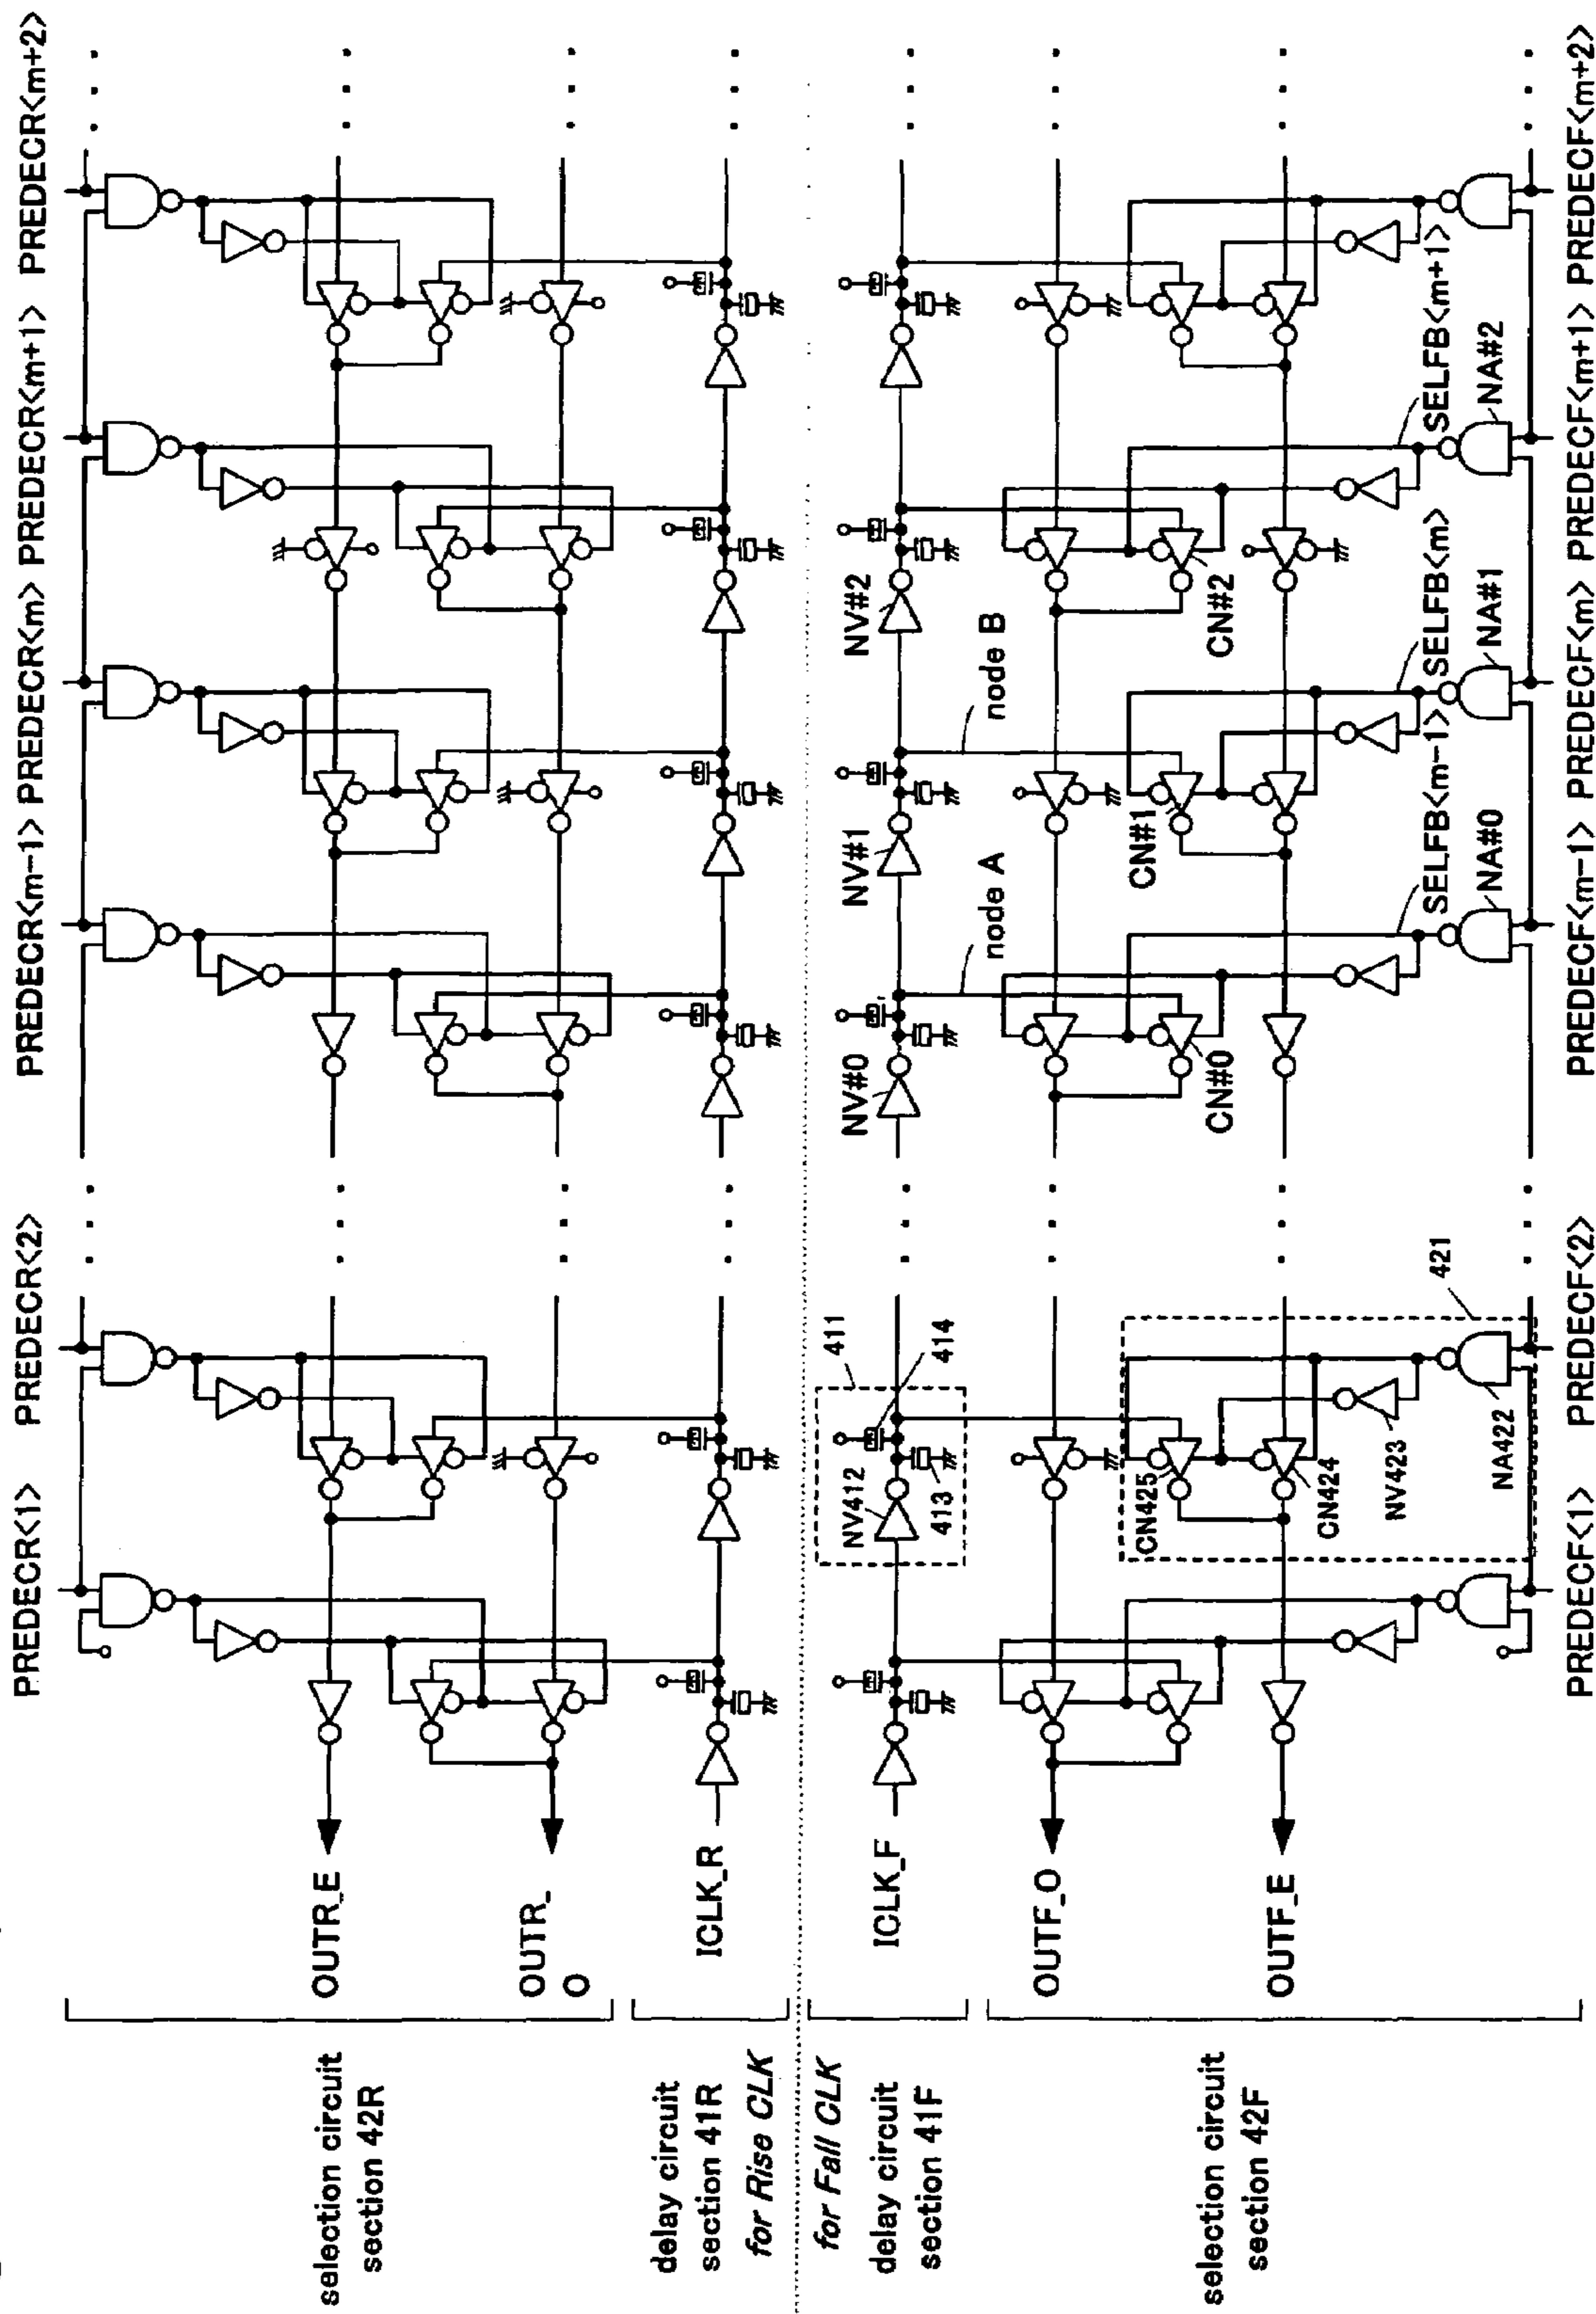 PREDECR<1>
PREDECR<2>
PREDECR<m-1> PREDECR<m> PREDECR<m+1> PREDECR<m+2>
selection circuit
section 42R
OUTR_E
OUTR_
O
delay circuit
section 41R
for Rise CLK
ICLK_R
for Fall CLK
delay circuit
section 41F
ICLK_F
NV412
411
413
414
NV#0
NV#1
NV#2
node A
node B
selection circuit
section 42F
OUTF_O
OUTF_E
CN425
CN424
NV423
NA422
421
CN#0
CN#1
CN#2
SELFB<m-1>
SELFB<m>
SELFB<m+1>
NA#0
NA#1
NA#2
PREDECF<1>
PREDECF<2>
PREDECF<m-1> PREDECF<m> PREDECF<m+1> PREDECF<m+2>